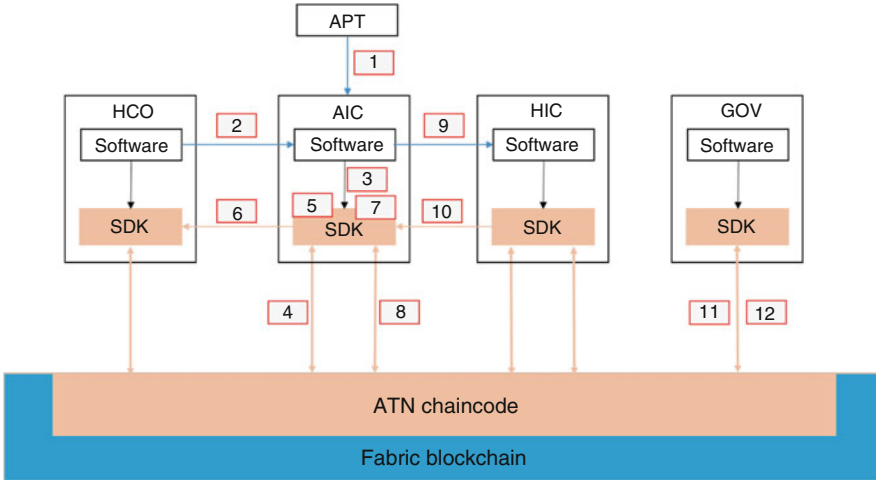 APT
1
HCO
AIC
HIC
GOV
2
9
Software
Software
Software
Software
3
6
5
7
10
SDK
SDK
SDK
SDK
4
8
11
12
ATN chaincode
Fabric blockchain